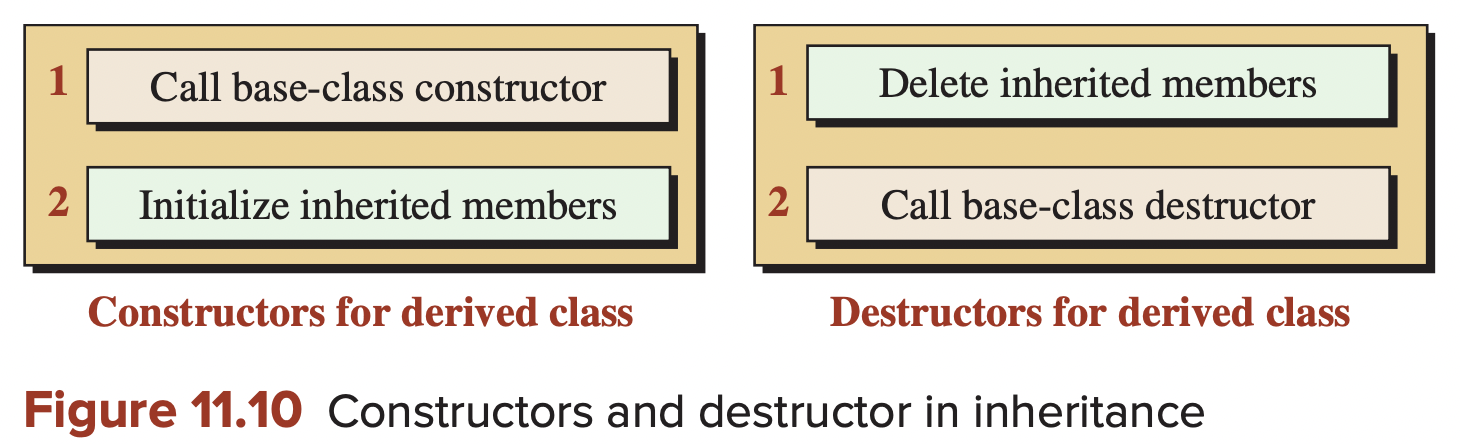 1 Call base-class constructor
2 Initialize inherited members
Constructors for derived class
1 Delete inherited members
2 Call base-class destructor
Destructors for derived class
Figure 11.10 Constructors and destructor in inheritance